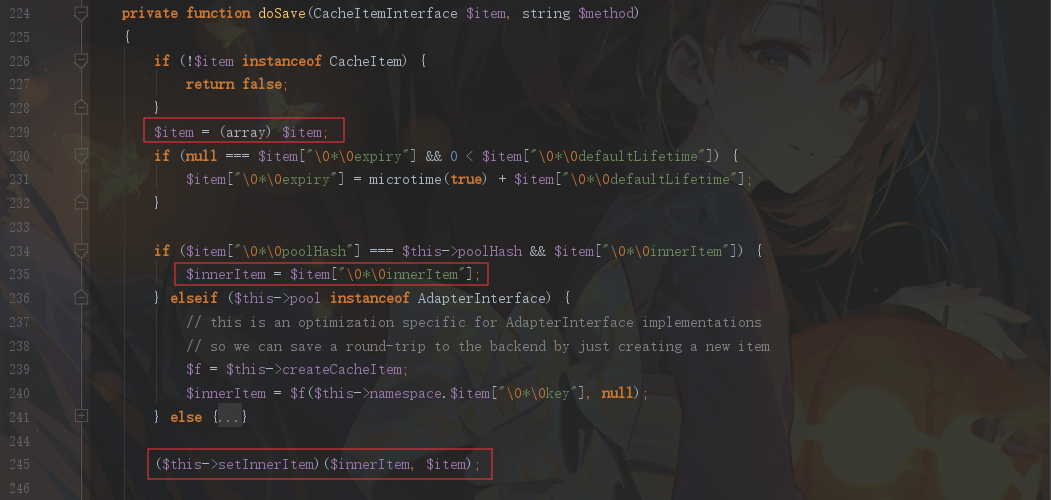 224 private function doSave(CacheItemInterface $item, string $method)
225 {
226 if (!$item instanceof CacheItem) {
227 return false;
228 }
229 $item = (array) $item;
230 if (null === $item["\0*\0expiry"] && 0 < $item["\0*\0defaultLifetime"]) {
231 $item["\0*\0expiry"] = microtime(true) + $item["\0*\0defaultLifetime"];
232 }
233
234 if ($item["\0*\0poolHash"] === $this->poolHash && $item["\0*\0innerItem"]) {
235 $innerItem = $item["\0*\0innerItem"];
236 } elseif ($this->pool instanceof AdapterInterface) {
237 // this is an optimization specific for AdapterInterface implementations
238 // so we can save a round-trip to the backend by just creating a new item
239 $f = $this->createCacheItem;
240 $innerItem = $f($this->namespace.$item["\0*\0key"], null);
241 } else {...}
244
245 ($this->setInnerItem)($innerItem, $item);
246